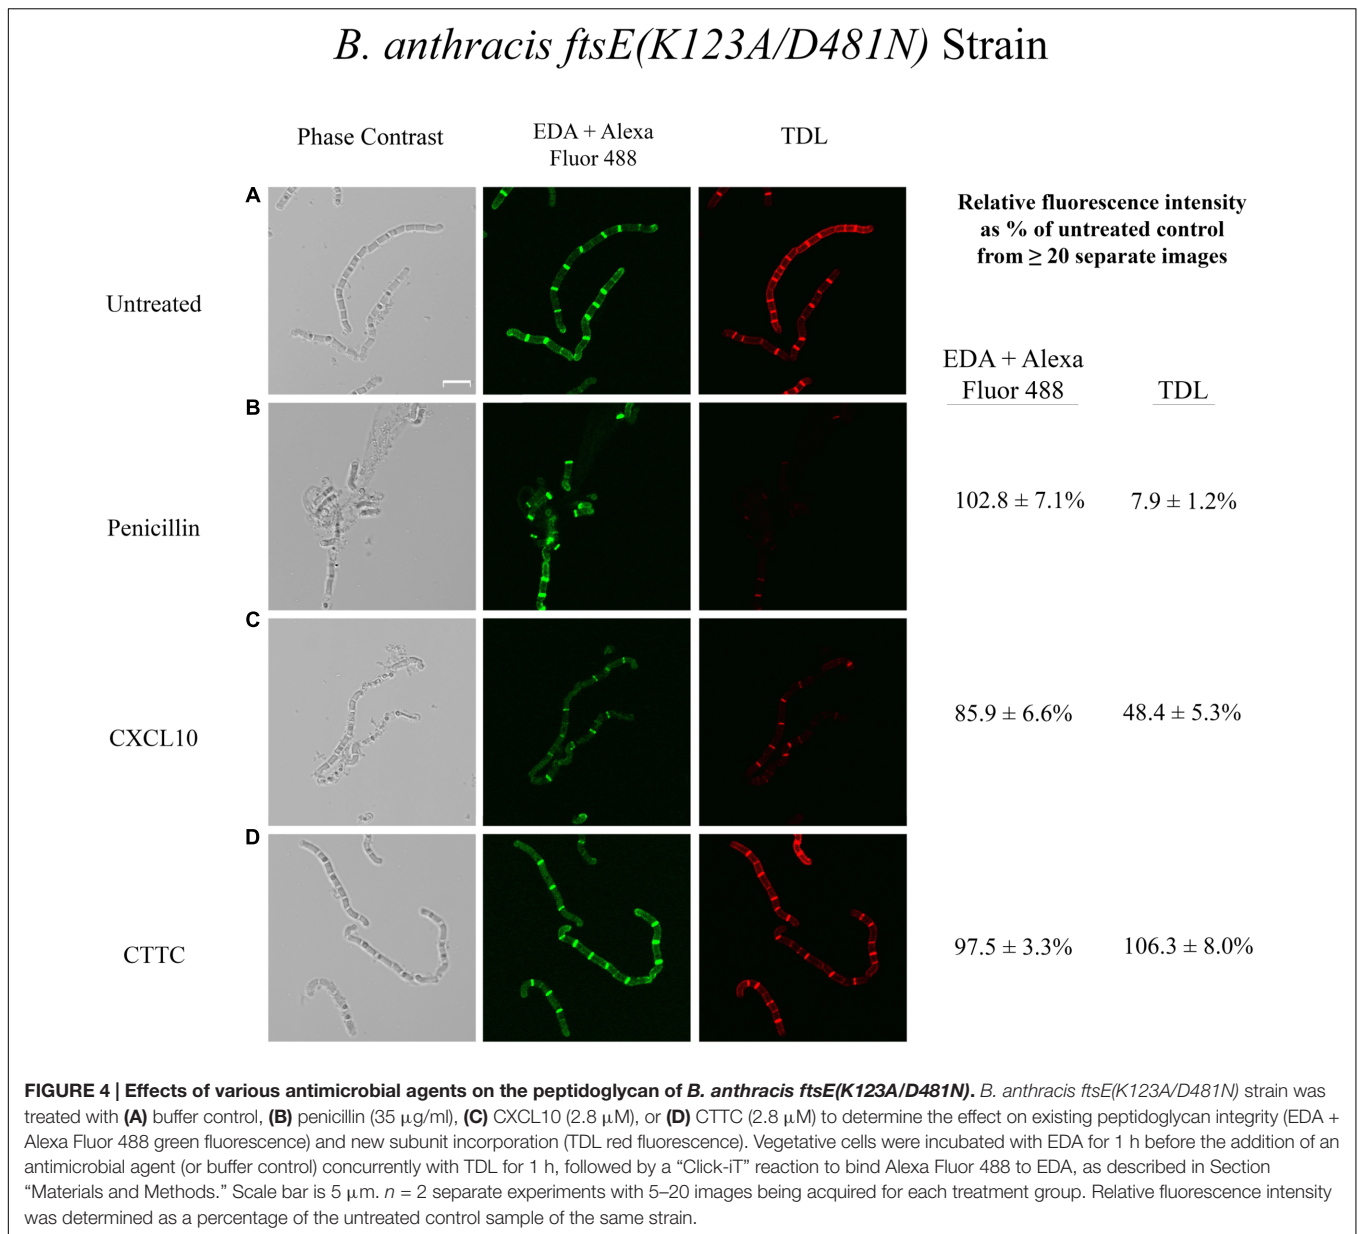 B. anthracis ftsE(K123A/D481N) Strain
Phase Contrast
EDA + Alexa
Fluor 488
TDL
A
Relative fluorescence intensity
as % of untreated control
from ≥ 20 separate images
Untreated
EDA + Alexa
Fluor 488
TDL
B
Penicillin
102.8 ± 7.1%
7.9 ± 1.2%
C
CXCL10
85.9 ± 6.6%
48.4 ± 5.3%
D
CTTC
97.5 ± 3.3%
106.3 ± 8.0%
FIGURE 4 | Effects of various antimicrobial agents on the peptidoglycan of B. anthracis ftsE(K123A/D481N). B. anthracis ftsE(K123A/D481N) strain was
treated with (A) buffer control, (B) penicillin (35 μg/ml), (C) CXCL10 (2.8 μM), or (D) CTTC (2.8 μM) to determine the effect on existing peptidoglycan integrity (EDA +
Alexa Fluor 488 green fluorescence) and new subunit incorporation (TDL red fluorescence). Vegetative cells were incubated with EDA for 1 h before the addition of an
antimicrobial agent (or buffer control) concurrently with TDL for 1 h, followed by a “Click-iT” reaction to bind Alexa Fluor 488 to EDA, as described in Section
“Materials and Methods.” Scale bar is 5 μm. n = 2 separate experiments with 5–20 images being acquired for each treatment group. Relative fluorescence intensity
was determined as a percentage of the untreated control sample of the same strain.